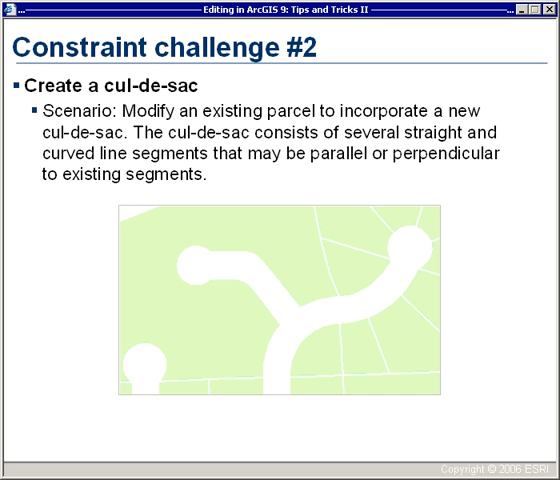 Editing in ArcGIS 9: Tips and Tricks II
Constraint challenge #2
Create a cul-de-sac
Scenario: Modify an existing parcel to incorporate a new
cul-de-sac. The cul-de-sac consists of several straight and
curved line segments that may be parallel or perpendicular
to existing segments.
Copyright © 2006 ESRI